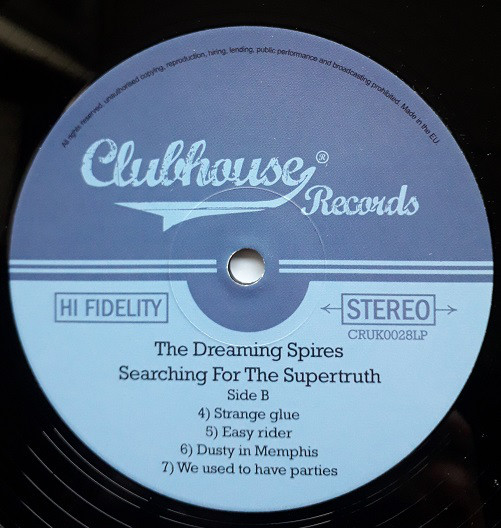 All rights reserved. unauthorised copying, reproduction, hiring, lending, public performance and broadcasting prohibited. Made in the EU.
Clubhouse®
Records
HI FIDELITY
STEREO
CRUK0028LP
The Dreaming Spires
Searching For The Supertruth
Side B
4) Strange glue
5) Easy rider
6) Dusty in Memphis
7) We used to have parties